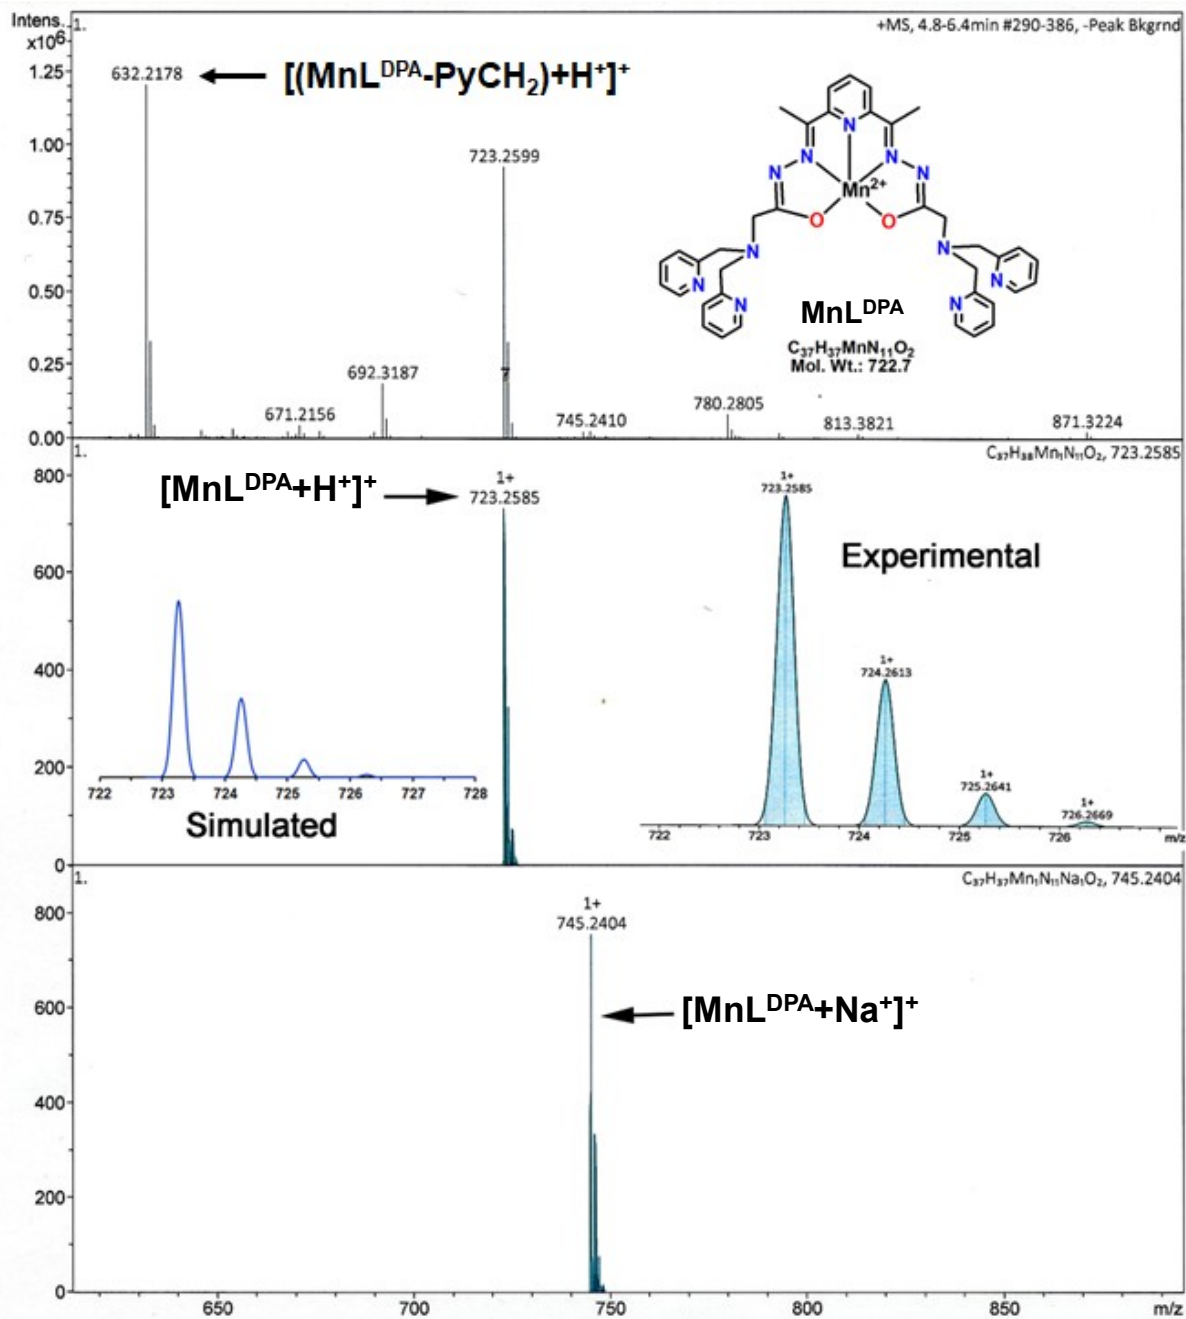 Intens.
x10⁶
1.
+MS, 4.8-6.4min #290-386, -Peak Bkgrnd
1.25
1.00
0.75
0.50
0.25
0.00
632.2178
[(MnL^DPA-PyCH₂)+H⁺]⁺
723.2599
7
692.3187
671.2156
745.2410
780.2805
813.3821
871.3224
N
N
N
N
N
Mn²⁺
O
O
N
N
N
N
N
N
MnL^DPA
C₃₇H₃₇MnN₁₁O₂
Mol. Wt.: 722.7
1.
C₃₇H₃₈Mn₁N₁₁O₂, 723.2585
800
600
400
200
0
[MnL^DPA+H⁺]⁺
1+
723.2585
722 723 724 725 726 727 728
Simulated
Experimental
1+
723.2585
1+
724.2613
1+
725.2641
1+
726.2669
722 723 724 725 726 m/z
1.
C₃₇H₃₇Mn₁N₁₁Na₁O₂, 745.2404
800
600
400
200
0
1+
745.2404
[MnL^DPA+Na⁺]⁺
650 700 750 800 850 m/z